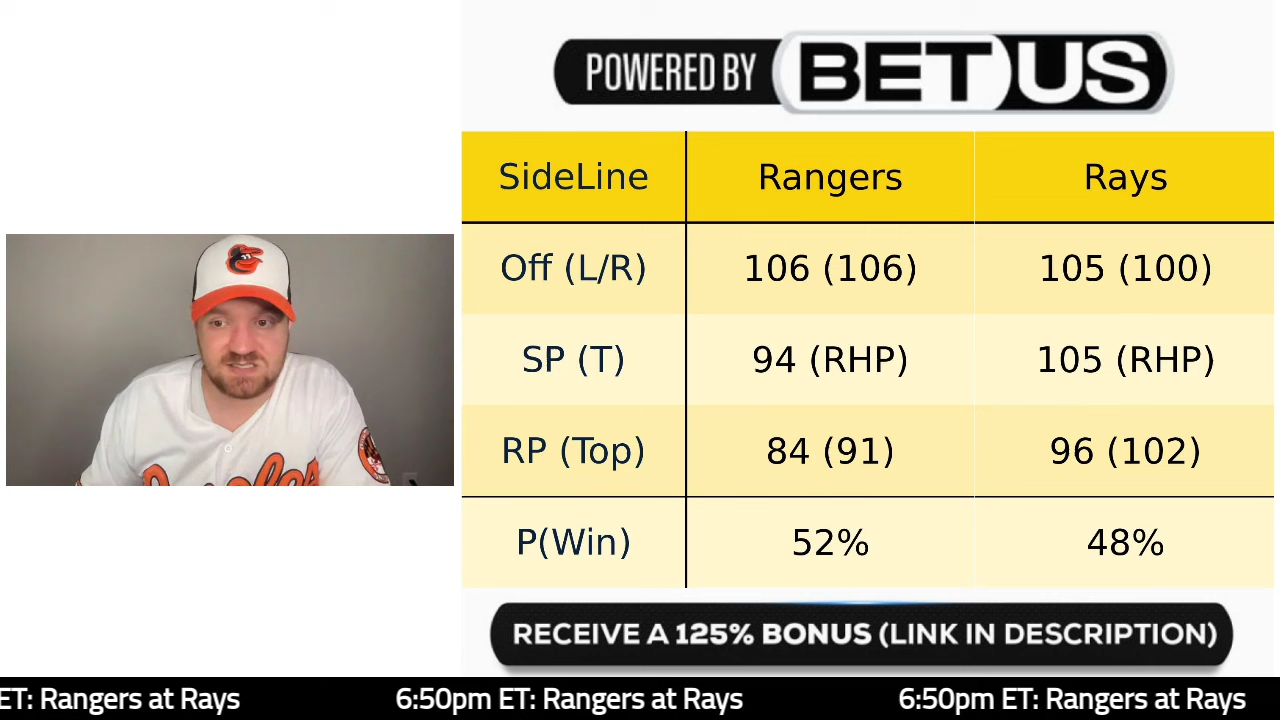 POWERED BY BETUS
SideLine Rangers Rays
Off (L/R) 106 (106) 105 (100)
SP (T) 94 (RHP) 105 (RHP)
RP (Top) 84 (91) 96 (102)
P(Win) 52% 48%
RECEIVE A 125% BONUS (LINK IN DESCRIPTION)
ET: Rangers at Rays 6:50pm ET: Rangers at Rays 6:50pm ET: Rangers at Rays